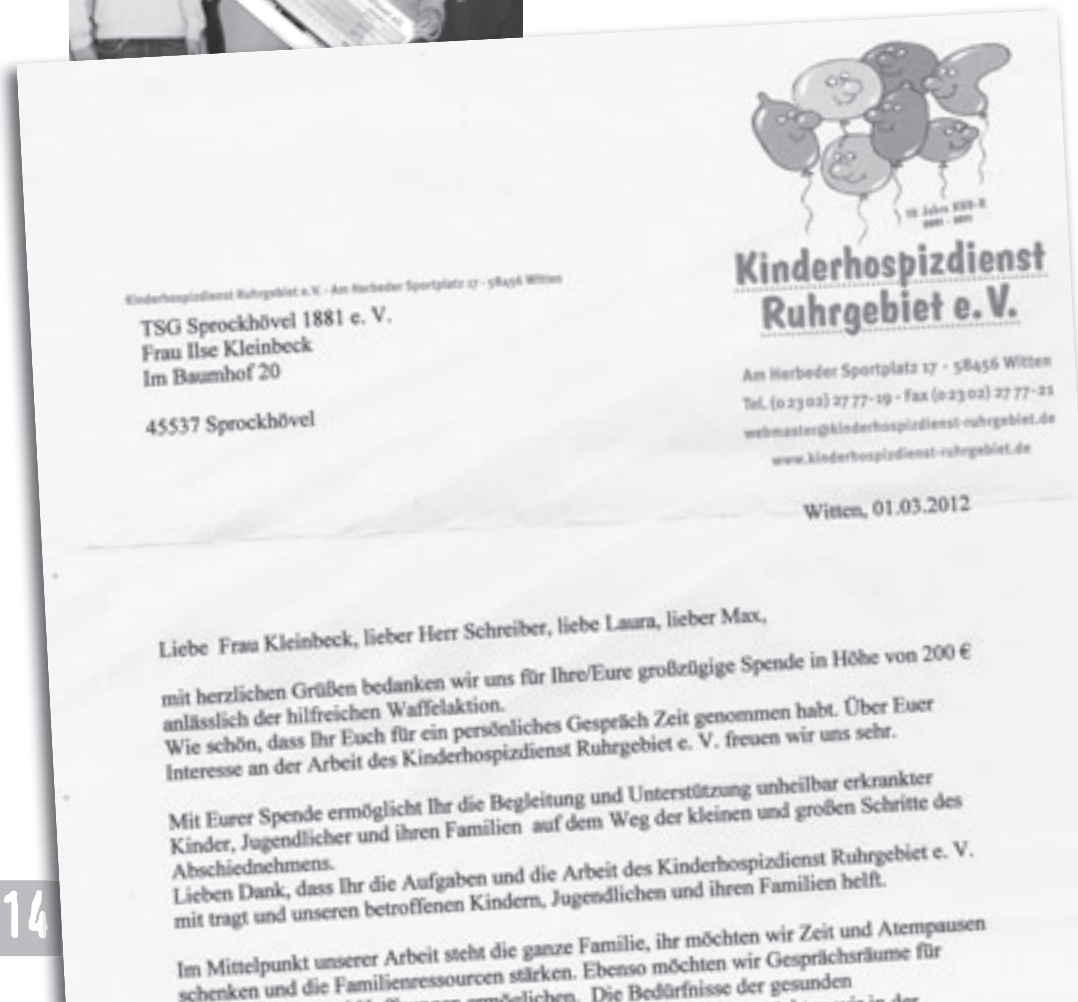 Kinderhospizdienst
Ruhrgebiet e. V.
Kinderhospizdienst Ruhrgebiet e. V. - Am Herbeder Sportplatz 17 - 58456 Witten
TSG Sprockhövel 1881 e. V.
Frau Ilse Kleinbeck
Im Baumhof 20
45537 Sprockhövel
Am Herbeder Sportplatz 17 - 58456 Witten
Tel. (0 23 02) 27 77-19 - Fax (0 23 02) 27 77-21
webmaster@kinderhospizdienst-ruhrgebiet.de
www.kinderhospizdienst-ruhrgebiet.de
Witten, 01.03.2012
Liebe Frau Kleinbeck, lieber Herr Schreiber, liebe Laura, lieber Max,
mit herzlichen Grüßen bedanken wir uns für Ihre/Eure großzügige Spende in Höhe von 200 €
anlässlich der hilfreichen Waffelaktion.
Wie schön, dass Ihr Euch für ein persönliches Gespräch Zeit genommen habt. Über Euer
Interesse an der Arbeit des Kinderhospizdienst Ruhrgebiet e. V. freuen wir uns sehr.
Mit Eurer Spende ermöglicht Ihr die Begleitung und Unterstützung unheilbar erkrankter
Kinder, Jugendlicher und ihren Familien auf dem Weg der kleinen und großen Schritte des
Abschiednehmens.
Lieben Dank, dass Ihr die Aufgaben und die Arbeit des Kinderhospizdienst Ruhrgebiet e. V.
mit tragt und unseren betroffenen Kindern, Jugendlichen und ihren Familien helft.
Im Mittelpunkt unserer Arbeit steht die ganze Familie, ihr möchten wir Zeit und Atempausen
schenken und die Familienressourcen stärken. Ebenso möchten wir Gesprächsräume für
ermöglichen. Die Bedürfnisse der gesunden
in der
14